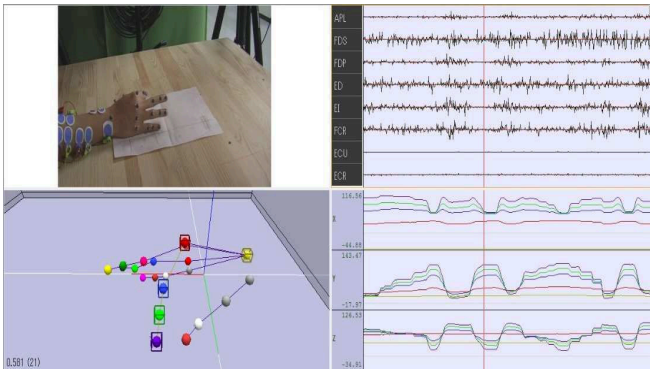 APL
FDS
FDP
ED
EI
FCR
ECU
ECR
116.56
X
-44.88
143.47
Y
-17.97
126.53
Z
-34.91
0.581 (21)